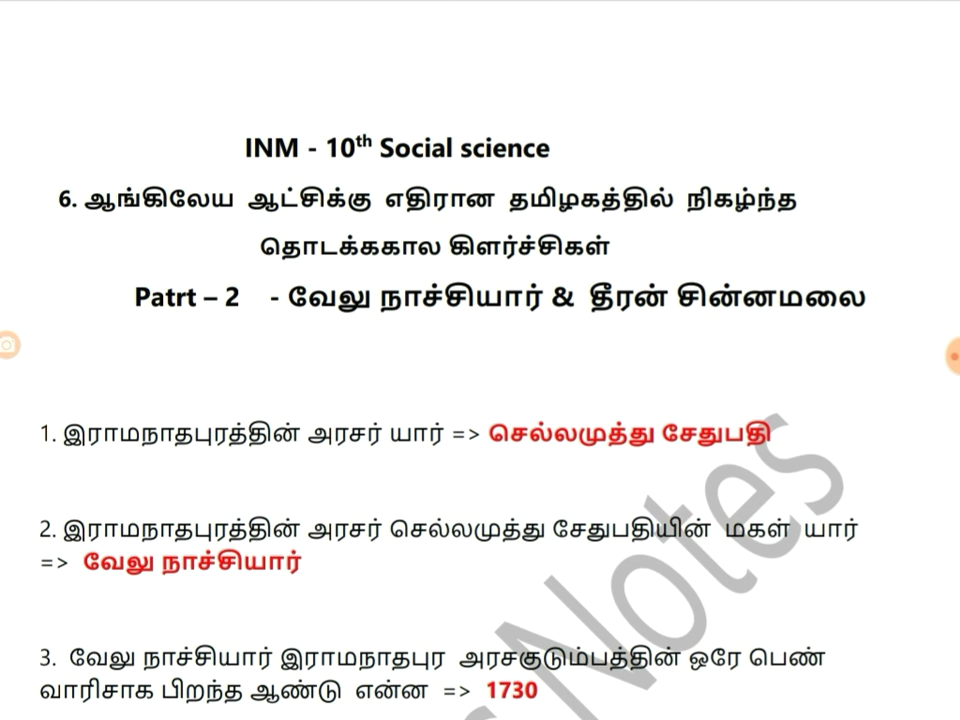 INM - 10th Social science
6. ஆங்கிலேய ஆட்சிக்கு எதிரான தமிழகத்தில் நிகழ்ந்த
தொடக்ககால கிளர்ச்சிகள்
Patrt – 2 - வேலு நாச்சியார் & தீரன் சின்னமலை
1. இராமநாதபுரத்தின் அரசர் யார் => செல்லமுத்து சேதுபதி
2. இராமநாதபுரத்தின் அரசர் செல்லமுத்து சேதுபதியின் மகள் யார்
=> வேலு நாச்சியார்
3. வேலு நாச்சியார் இராமநாதபுர அரசகுடும்பத்தின் ஒரே பெண்
வாரிசாக பிறந்த ஆண்டு என்ன => 1730
Notes